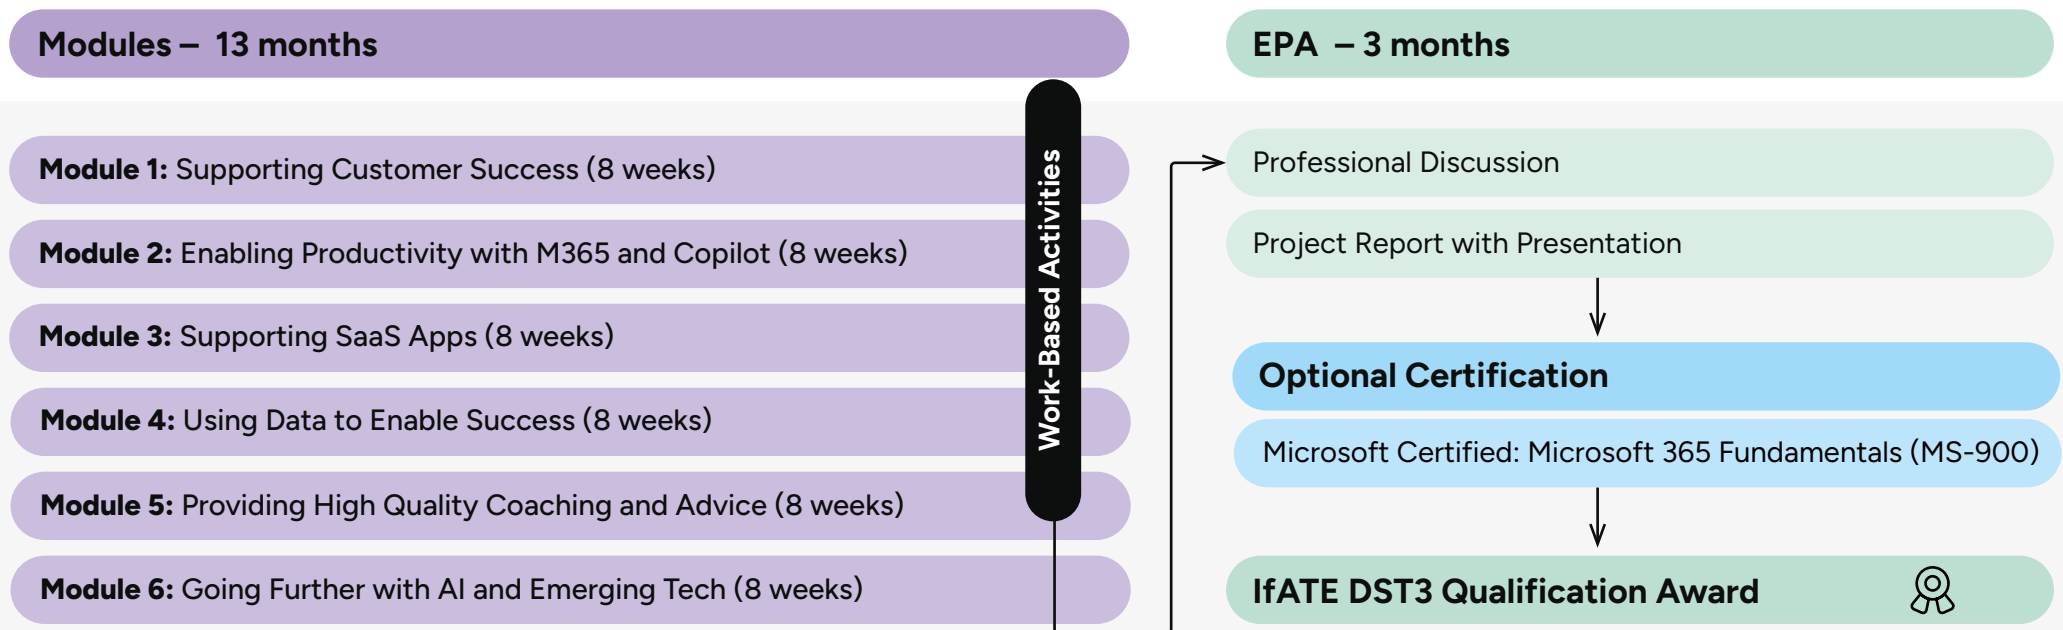 Modules – 13 months
Module 1: Supporting Customer Success (8 weeks)
Module 2: Enabling Productivity with M365 and Copilot (8 weeks)
Module 3: Supporting SaaS Apps (8 weeks)
Module 4: Using Data to Enable Success (8 weeks)
Module 5: Providing High Quality Coaching and Advice (8 weeks)
Module 6: Going Further with AI and Emerging Tech (8 weeks)
Work-Based Activities
EPA – 3 months
Professional Discussion
Project Report with Presentation
Optional Certification
Microsoft Certified: Microsoft 365 Fundamentals (MS-900)
IfATE DST3 Qualification Award